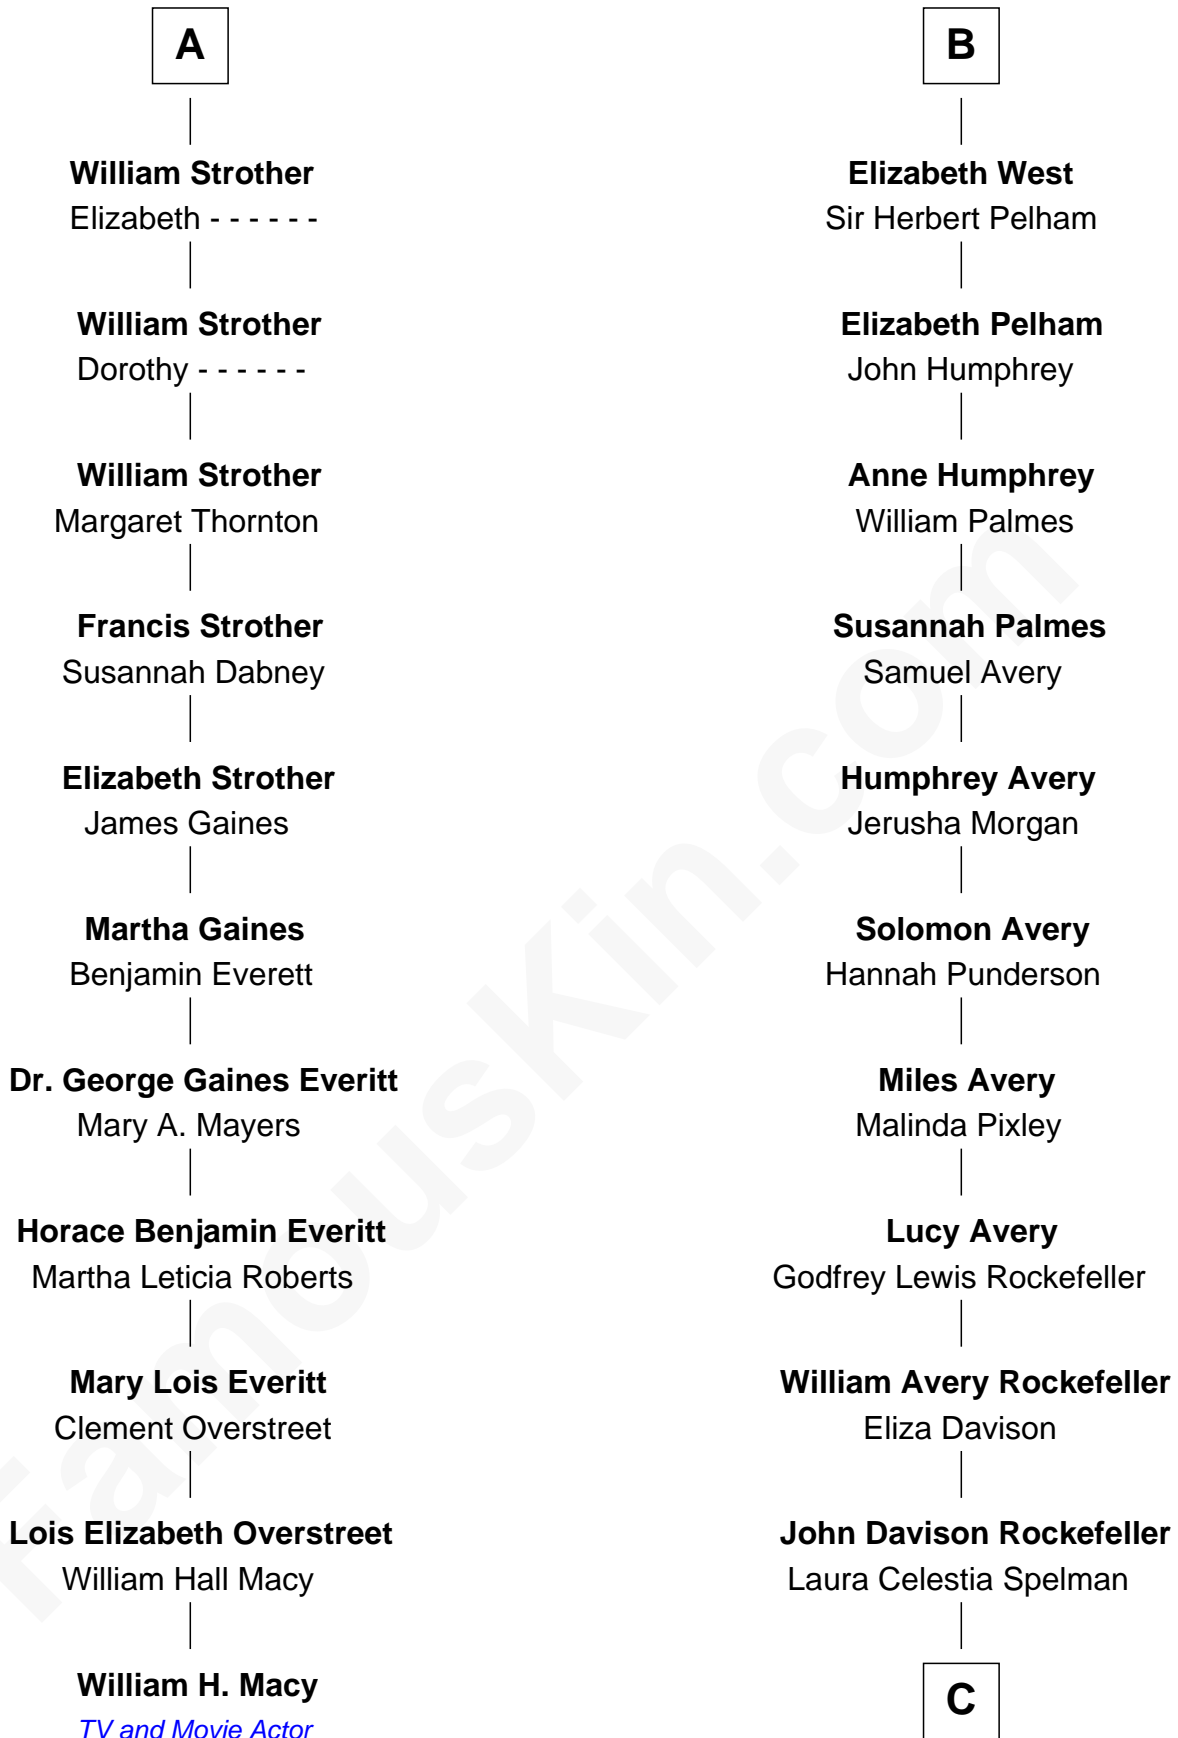 A
William Strother
Elizabeth - - - - - -
William Strother
Dorothy - - - - - -
William Strother
Margaret Thornton
Francis Strother
Susannah Dabney
Elizabeth Strother
James Gaines
Martha Gaines
Benjamin Everett
Dr. George Gaines Everitt
Mary A. Mayers
Horace Benjamin Everitt
Martha Leticia Roberts
Mary Lois Everitt
Clement Overstreet
Lois Elizabeth Overstreet
William Hall Macy
William H. Macy
TV and Movie Actor
B
Elizabeth West
Sir Herbert Pelham
Elizabeth Pelham
John Humphrey
Anne Humphrey
William Palmes
Susannah Palmes
Samuel Avery
Humphrey Avery
Jerusha Morgan
Solomon Avery
Hannah Punderson
Miles Avery
Malinda Pixley
Lucy Avery
Godfrey Lewis Rockefeller
William Avery Rockefeller
Eliza Davison
John Davison Rockefeller
Laura Celestia Spelman
C
FamousKin.com